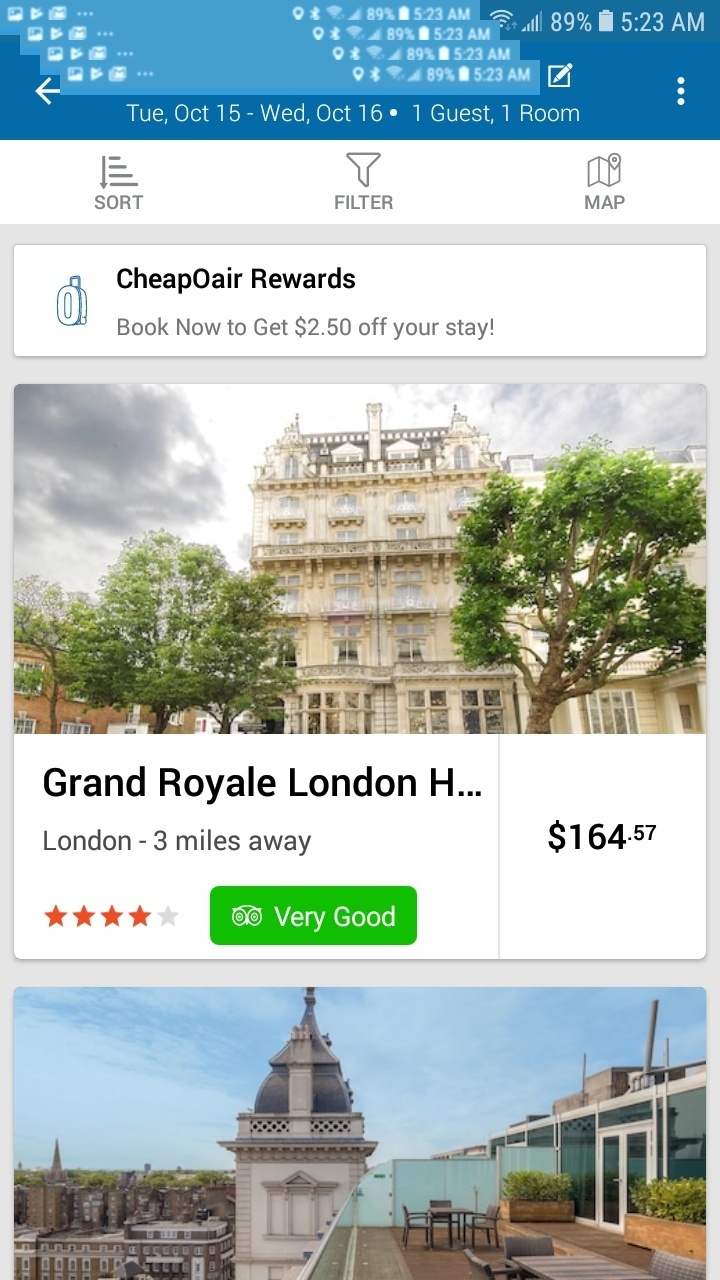 89% 5:23 AM
89% 5:23 AM
89% 5:23 AM
89% 5:23 AM
89% 5:23 AM
Tue, Oct 15 - Wed, Oct 16 • 1 Guest, 1 Room
SORT FILTER MAP
CheapOair Rewards
Book Now to Get $2.50 off your stay!
Grand Royale London H...
London - 3 miles away
$164.57
Very Good